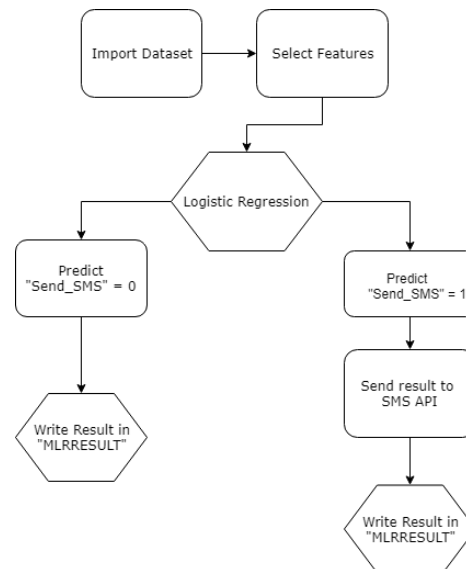 Import Dataset
Select Features
Logistic Regression
Predict
"Send_SMS" = 0
Predict
"Send_SMS" = 1
Send result to
SMS API
Write Result in
"MLRRESULT"
Write Result in
"MLRRESULT"